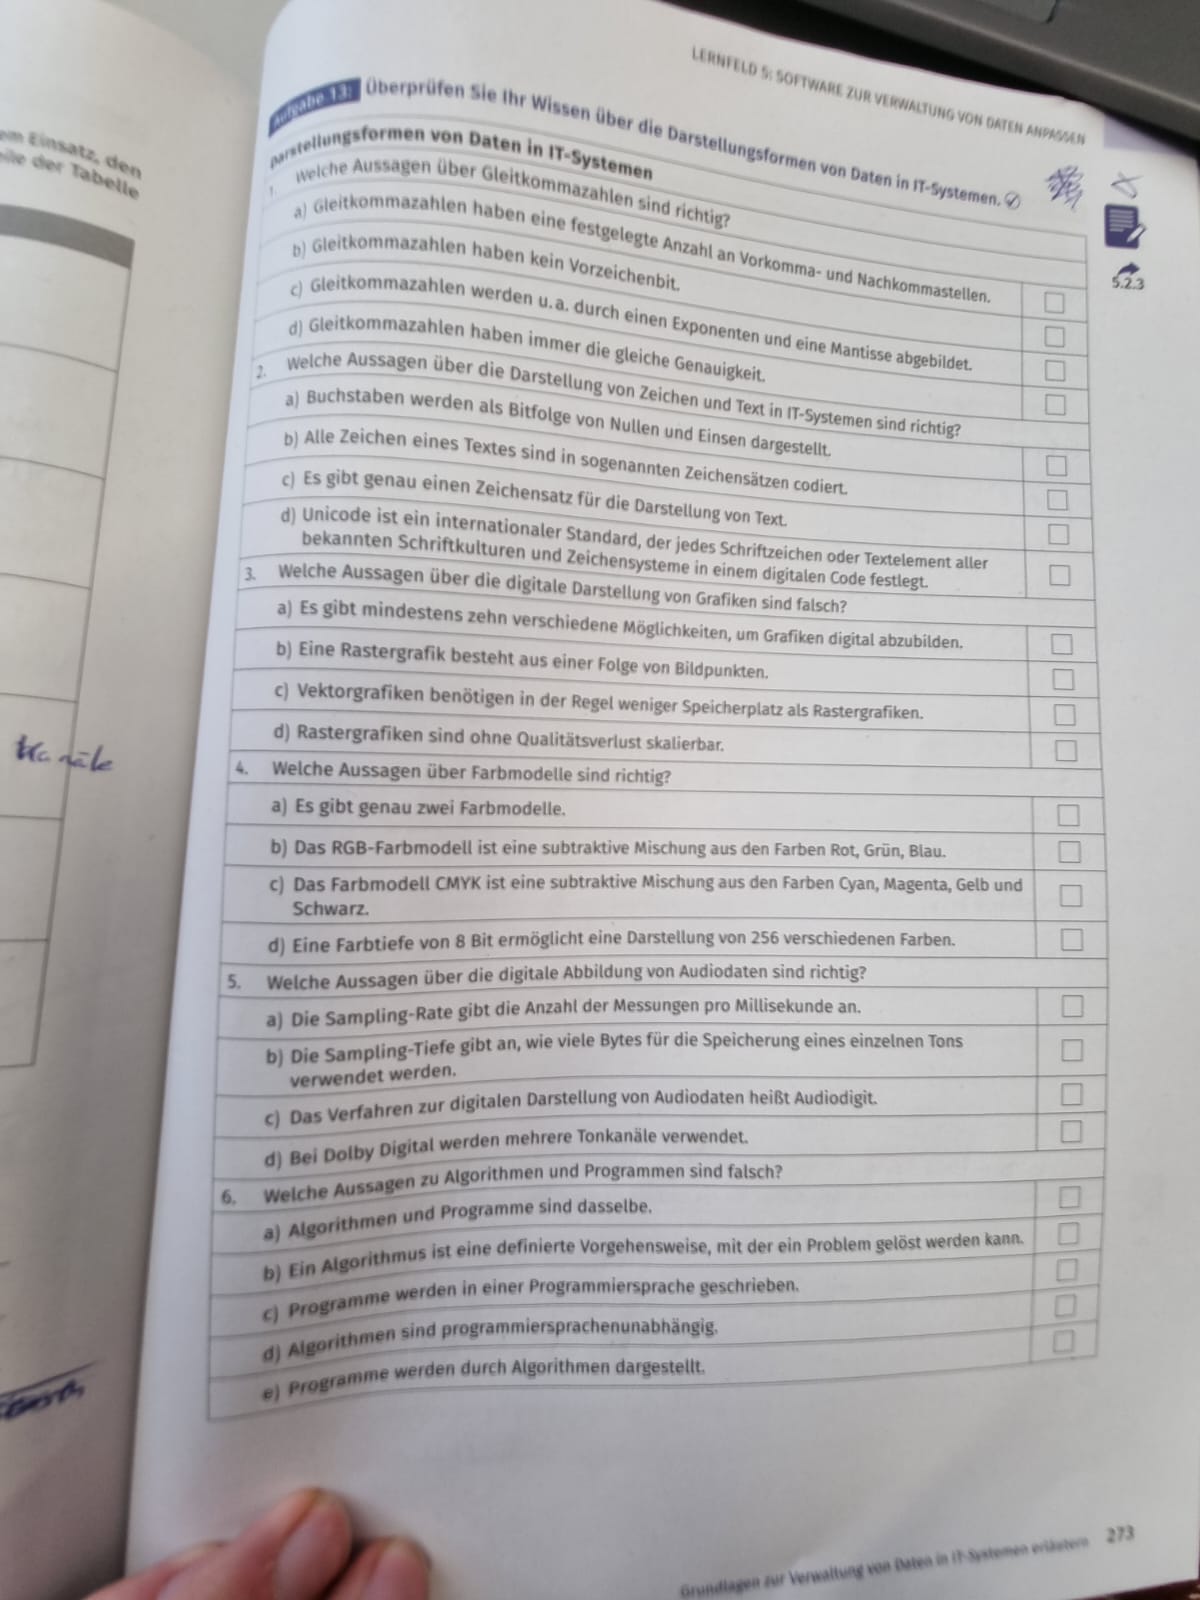 em Einsatz, den
eile der Tabelle
Kanäle
LERNFELD 5: SOFTWARE ZUR VERWALTUNG VON DATEN ANPASSEN
Aufgabe 13: Überprüfen Sie Ihr Wissen über die Darstellungsformen von Daten in IT-Systemen.
5.2.3
Darstellungsformen von Daten in IT-Systemen
1. Welche Aussagen über Gleitkommazahlen sind richtig?
a) Gleitkommazahlen haben eine festgelegte Anzahl an Vorkomma- und Nachkommastellen.
b) Gleitkommazahlen haben kein Vorzeichenbit.
c) Gleitkommazahlen werden u. a. durch einen Exponenten und eine Mantisse abgebildet.
d) Gleitkommazahlen haben immer die gleiche Genauigkeit.
2. Welche Aussagen über die Darstellung von Zeichen und Text in IT-Systemen sind richtig?
a) Buchstaben werden als Bitfolge von Nullen und Einsen dargestellt.
b) Alle Zeichen eines Textes sind in sogenannten Zeichensätzen codiert.
c) Es gibt genau einen Zeichensatz für die Darstellung von Text.
d) Unicode ist ein internationaler Standard, der jedes Schriftzeichen oder Textelement aller
bekannten Schriftkulturen und Zeichensysteme in einem digitalen Code festlegt.
3. Welche Aussagen über die digitale Darstellung von Grafiken sind falsch?
a) Es gibt mindestens zehn verschiedene Möglichkeiten, um Grafiken digital abzubilden.
b) Eine Rastergrafik besteht aus einer Folge von Bildpunkten.
c) Vektorgrafiken benötigen in der Regel weniger Speicherplatz als Rastergrafiken.
d) Rastergrafiken sind ohne Qualitätsverlust skalierbar.
4. Welche Aussagen über Farbmodelle sind richtig?
a) Es gibt genau zwei Farbmodelle.
b) Das RGB-Farbmodell ist eine subtraktive Mischung aus den Farben Rot, Grün, Blau.
c) Das Farbmodell CMYK ist eine subtraktive Mischung aus den Farben Cyan, Magenta, Gelb und
Schwarz.
d) Eine Farbtiefe von 8 Bit ermöglicht eine Darstellung von 256 verschiedenen Farben.
5. Welche Aussagen über die digitale Abbildung von Audiodaten sind richtig?
a) Die Sampling-Rate gibt die Anzahl der Messungen pro Millisekunde an.
b) Die Sampling-Tiefe gibt an, wie viele Bytes für die Speicherung eines einzelnen Tons
verwendet werden.
c) Das Verfahren zur digitalen Darstellung von Audiodaten heißt Audiodigit.
d) Bei Dolby Digital werden mehrere Tonkanäle verwendet.
6. Welche Aussagen zu Algorithmen und Programmen sind falsch?
a) Algorithmen und Programme sind dasselbe.
b) Ein Algorithmus ist eine definierte Vorgehensweise, mit der ein Problem gelöst werden kann.
c) Programme werden in einer Programmiersprache geschrieben.
d) Algorithmen sind programmiersprachenunabhängig.
e) Programme werden durch Algorithmen dargestellt.
Grundlagen zur Verwaltung von Daten in IT-Systemen erläutern 273